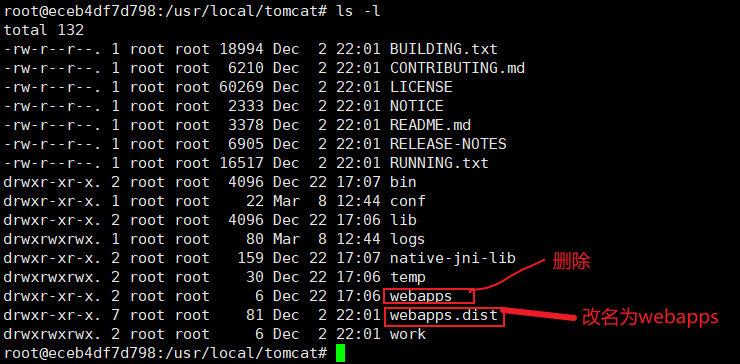 root@eceb4df7d798:/usr/local/tomcat# ls -l
total 132
-rw-r--r--. 1 root root 18994 Dec  2 22:01 BUILDING.txt
-rw-r--r--. 1 root root  6210 Dec  2 22:01 CONTRIBUTING.md
-rw-r--r--. 1 root root 60269 Dec  2 22:01 LICENSE
-rw-r--r--. 1 root root  2333 Dec  2 22:01 NOTICE
-rw-r--r--. 1 root root  3378 Dec  2 22:01 README.md
-rw-r--r--. 1 root root  6905 Dec  2 22:01 RELEASE-NOTES
-rw-r--r--. 1 root root 16517 Dec  2 22:01 RUNNING.txt
drwxr-xr-x. 2 root root  4096 Dec 22 17:07 bin
drwxr-xr-x. 1 root root    22 Mar  8 12:44 conf
drwxr-xr-x. 2 root root  4096 Dec 22 17:06 lib
drwxrwxrwx. 1 root root    80 Mar  8 12:44 logs
drwxr-xr-x. 2 root root   159 Dec 22 17:07 native-jni-lib
删除
drwxrwxrwx. 2 root root    30 Dec 22 17:06 temp
drwxr-xr-x. 2 root root     6 Dec 22 17:06 webapps
drwxr-xr-x. 7 root root    81 Dec  2 22:01 webapps.dist
改名为webapps
drwxrwxrwx. 2 root root     6 Dec  2 22:01 work
root@eceb4df7d798:/usr/local/tomcat#